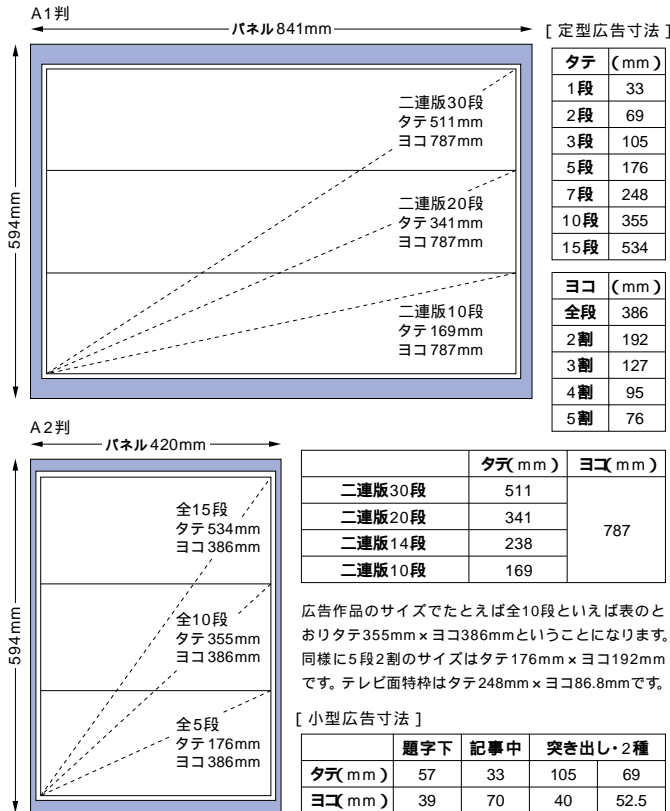 A1判
パネル841mm
594mm
二連版30段
タテ511mm
ヨコ787mm
二連版20段
タテ341mm
ヨコ787mm
二連版10段
タテ169mm
ヨコ787mm
[定型広告寸法]
タテ (mm)
1段 33
2段 69
3段 105
5段 176
7段 248
10段 355
15段 534
ヨコ (mm)
全段 386
2割 192
3割 127
4割 95
5割 76
A2判
パネル420mm
594mm
全15段
タテ534mm
ヨコ386mm
全10段
タテ355mm
ヨコ386mm
全5段
タテ176mm
ヨコ386mm
タテ(mm) ヨコ(mm)
二連版30段 511
二連版20段 341
二連版14段 238
二連版10段 169
787
広告作品のサイズでたとえば全10段といえば表のと
おりタテ355mm×ヨコ386mmということになります。
同様に5段2割のサイズはタテ176mm×ヨコ192mm
です。テレビ面特枠はタテ248mm×ヨコ86.8mmです。
[小型広告寸法]
題字下 記事中 突き出し・2種
タテ(mm) 57 33 105 69
ヨコ(mm) 39 70 40 52.5